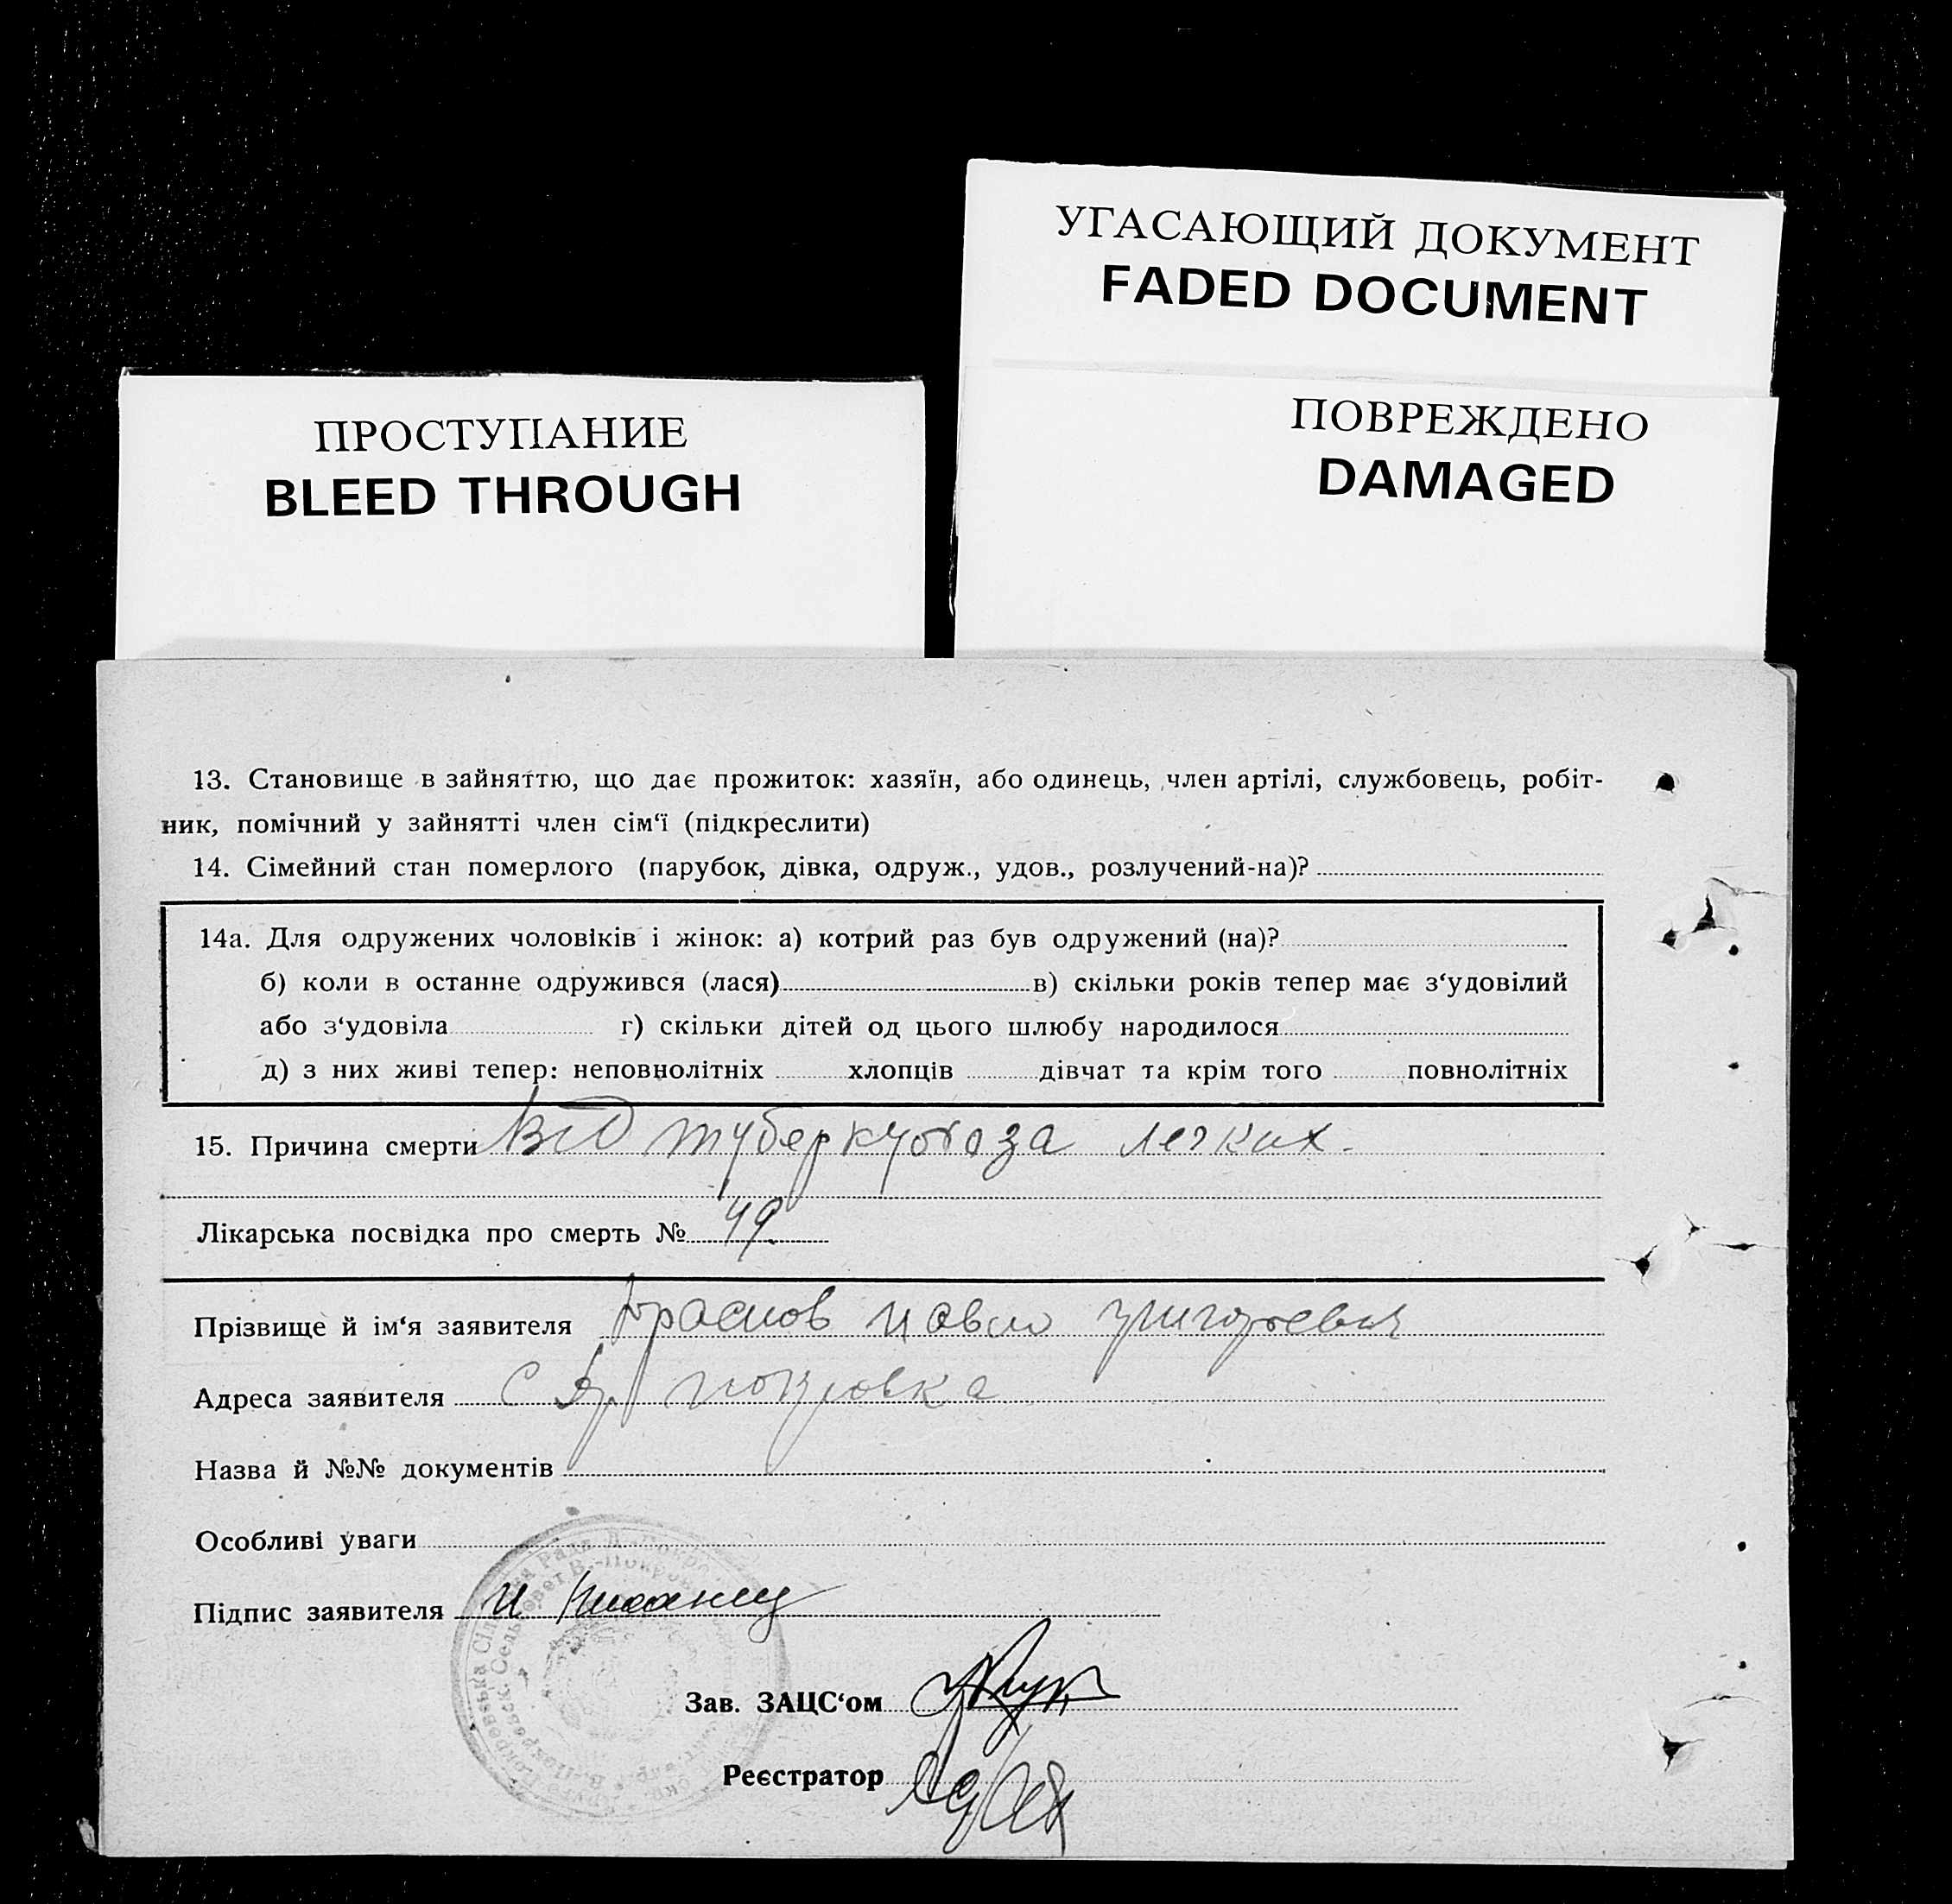 УГАСАЮЩИЙ ДОКУМЕНТ
FADED DOCUMENT
ПРОСТУПАНИЕ
BLEED THROUGH
ПОВРЕЖДЕНО
DAMAGED
13. Становище в зайняттю, що дає прожиток: хазяїн, або одинець, член артілі, службовець, робіт-
ник, помічний у зайнятті член сім‘ї (підкреслити)
14. Сімейний стан померлого (парубок, дівка, одруж., удов., розлучений-на)?
14а. Для одружених чоловіків і жінок: а) котрий раз був одружений (на)?
б) коли в останнє одружився (лася) в) скільки років тепер має з‘удовілий
або з‘удовіла г) скільки дітей од цього шлюбу народилося
д) з них живі тепер: неповнолітніх хлопців дівчат та крім того повнолітніх
15. Причина смерти Від туберкульоза легких.
Лікарська посвідка про смерть № 49
Прізвище й ім‘я заявителя Павло Григорьевич
Адреса заявителя с покровка
Назва й №№ документів
Особливі уваги
Підпис заявителя
Зав. ЗАЦС‘ом
Реєстратор